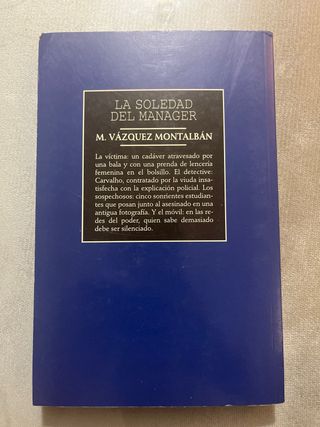 LA SOLEDAD
DEL MANAGER
M. VÁZQUEZ MONTALBÁN
La víctima: un cadáver atravesado por
una bala y con una prenda de lencería
femenina en el bolsillo. El detective:
Carvalho, contratado por la viuda insa-
tisfecha con la explicación policial. Los
sospechosos: cinco sonrientes estudian-
tes que posan junto al asesinado en una
antigua fotografía. Y el móvil: en las re-
des del poder, quien sabe demasiado
debe ser silenciado.